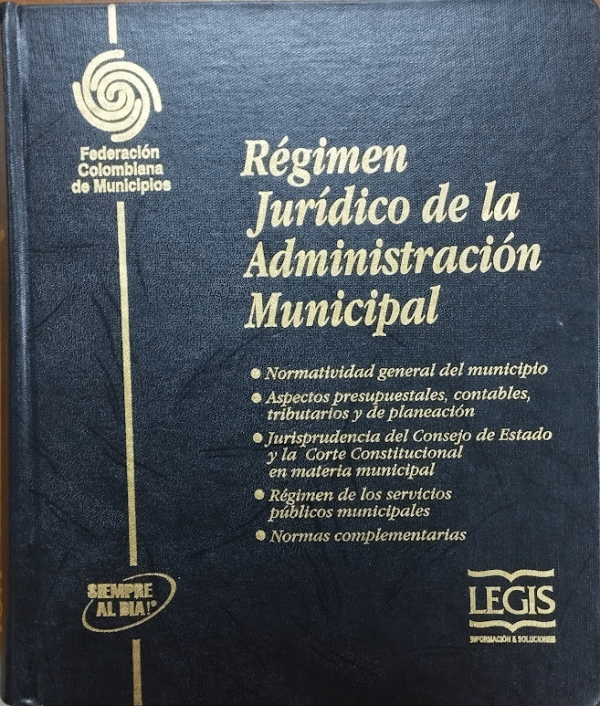 Federación
Colombiana
de Municipios
Régimen
Jurídico de la
Administración
Municipal
Normatividad general del municipio
Aspectos presupuestales, contables,
tributarios y de planeación
Jurisprudencia del Consejo de Estado
y la Corte Constitucional
en materia municipal
Régimen de los servicios
públicos municipales
Normas complementarias
SIEMPRE
AL DIA!®
LEGIS
INFORMACIÓN & SOLUCIONES